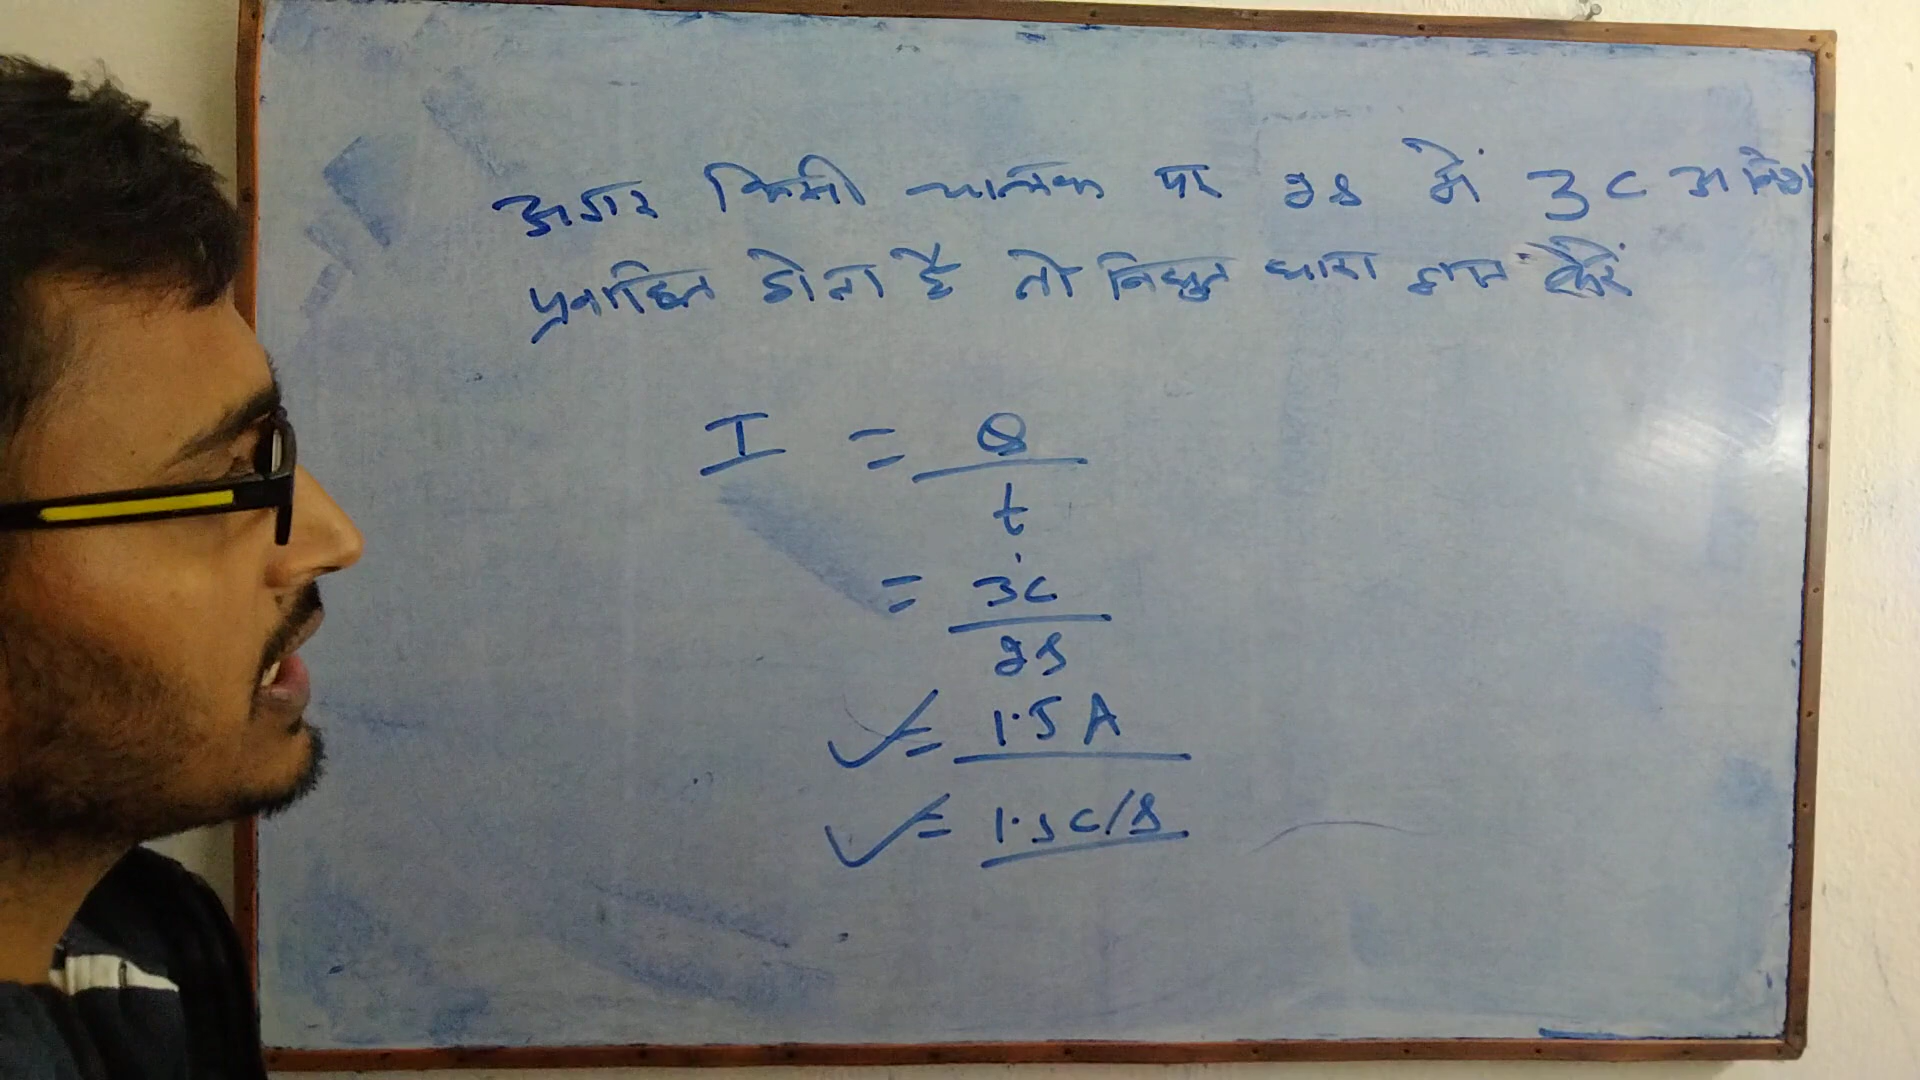 अगर किसी चालक पर 2s में 3C आवेश
प्रवाहित होता है तो विधुत धारा ज्ञात करें
I = Q/t
= 3C/2s
= 1.5 A
= 1.5 C/s